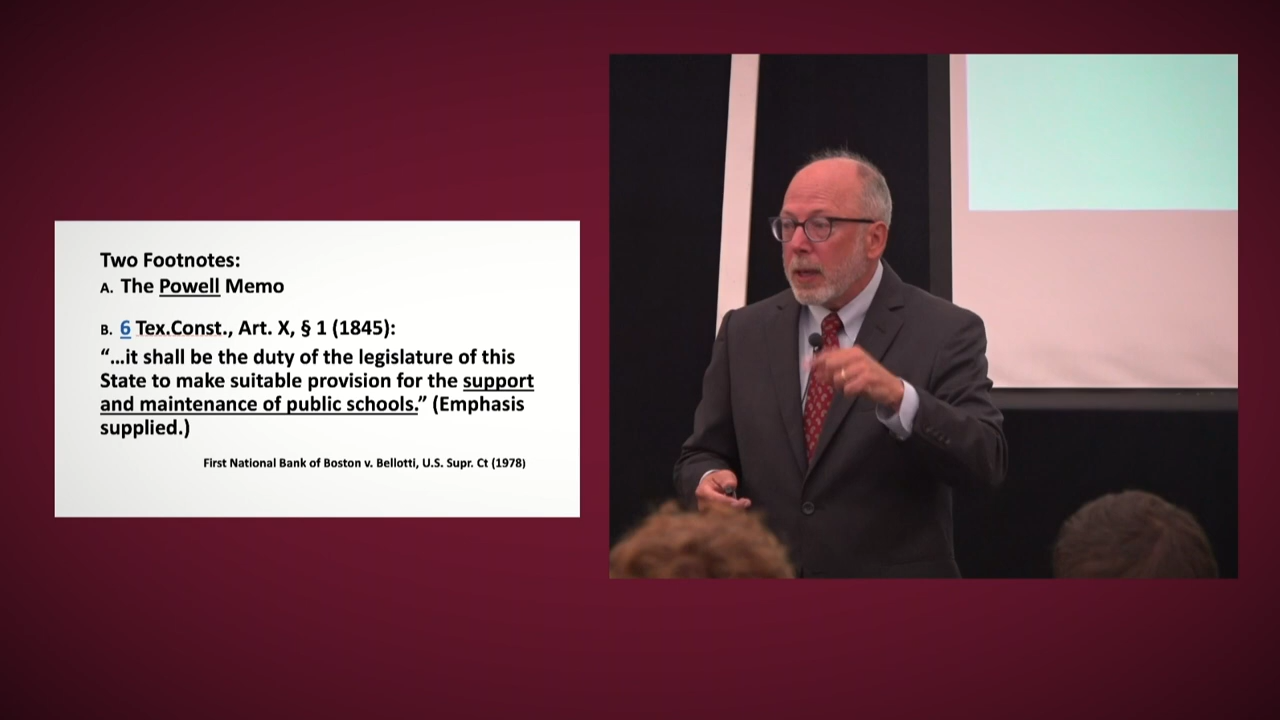 Two Footnotes:
A. The Powell Memo
B. 6 Tex.Const., Art. X, § 1 (1845):
“…it shall be the duty of the legislature of this
State to make suitable provision for the support
and maintenance of public schools.” (Emphasis
supplied.)
First National Bank of Boston v. Bellotti, U.S. Supr. Ct (1978)